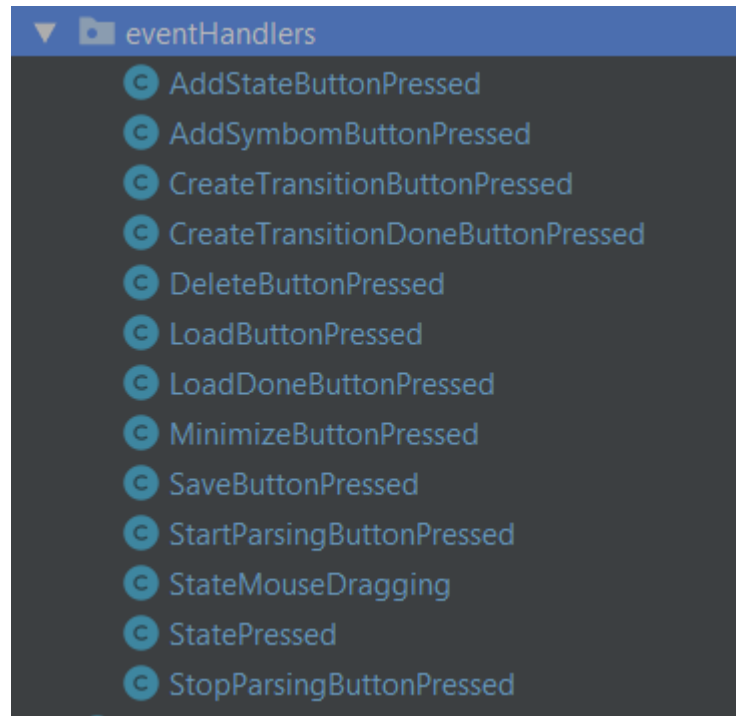 eventHandlers
AddStateButtonPressed
AddSymbomButtonPressed
CreateTransitionButtonPressed
CreateTransitionDoneButtonPressed
DeleteButtonPressed
LoadButtonPressed
LoadDoneButtonPressed
MinimizeButtonPressed
SaveButtonPressed
StartParsingButtonPressed
StateMouseDragging
StatePressed
StopParsingButtonPressed